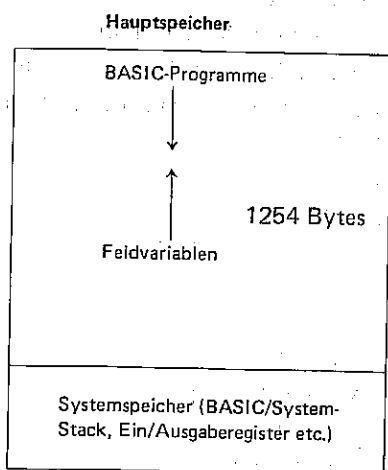 Hauptspeicher
BASIC-Programme
1254 Bytes
Feldvariablen
Systemspeicher (BASIC/System-
Stack, Ein/Ausgaberegister etc.)